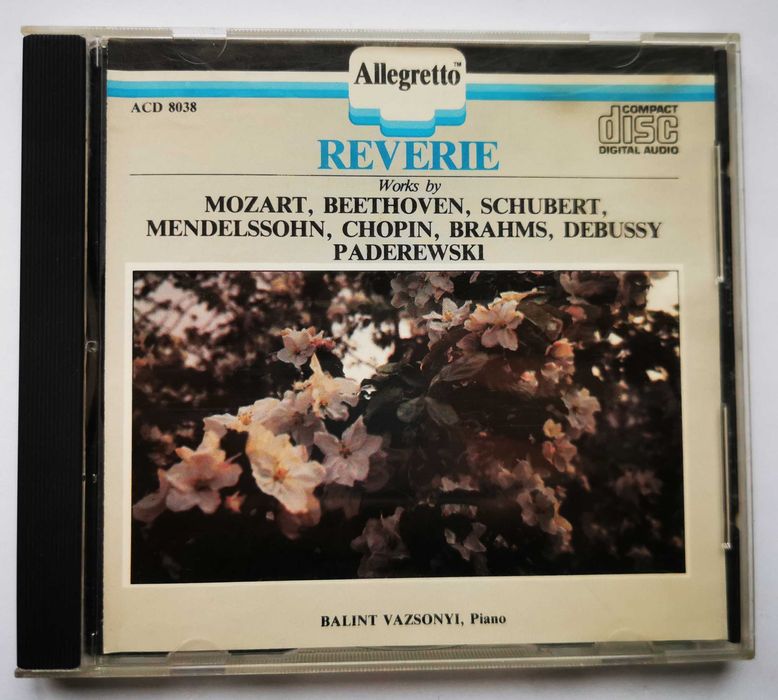 Allegretto™
ACD 8038
COMPACT
disc
DIGITAL AUDIO
REVERIE
Works by
MOZART, BEETHOVEN, SCHUBERT,
MENDELSSOHN, CHOPIN, BRAHMS, DEBUSSY
PADEREWSKI
BALINT VAZSONYI, Piano